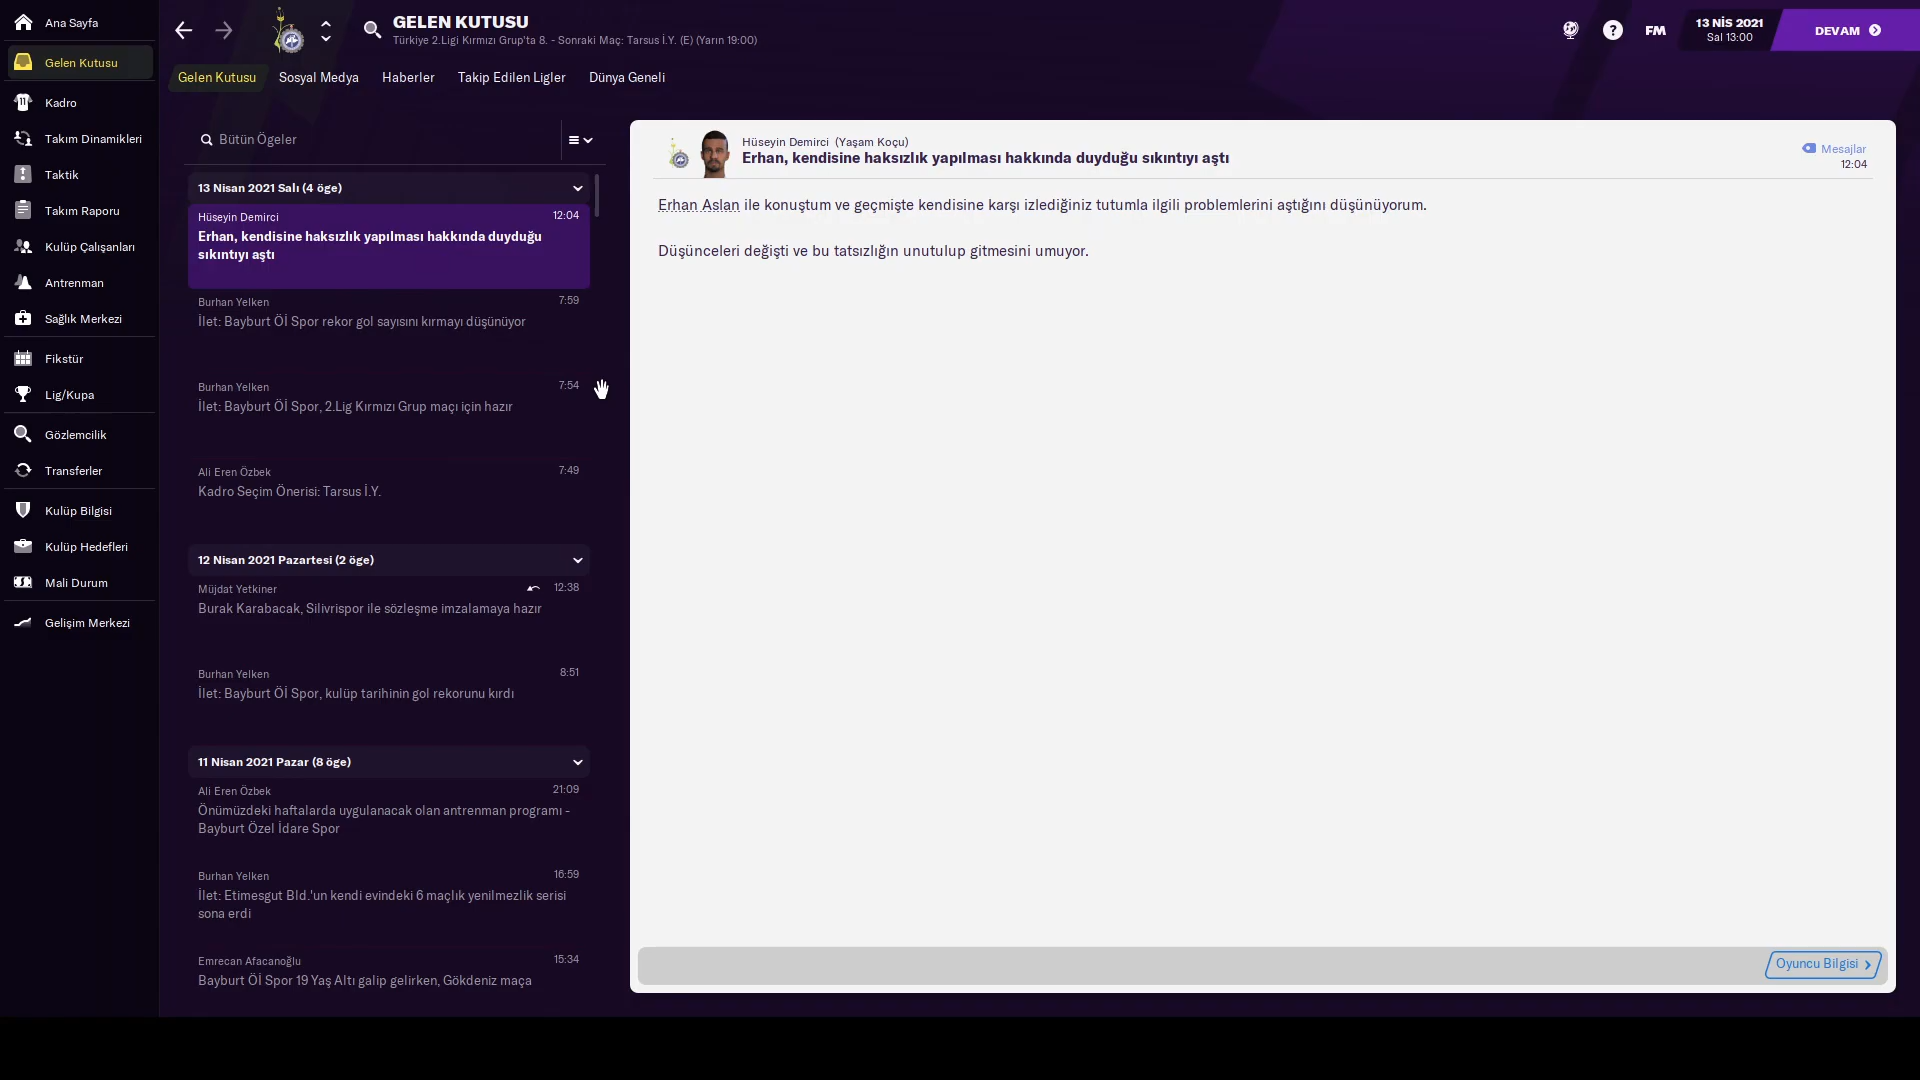 Ana Sayfa
Gelen Kutusu
Kadro
Takım Dinamikleri
Taktik
Takım Raporu
Kulüp Çalışanları
Antrenman
Sağlık Merkezi
Fikstür
Lig/Kupa
Gözlemcilik
Transferler
Kulüp Bilgisi
Kulüp Hedefleri
Mali Durum
Gelişim Merkezi
GELEN KUTUSU
Türkiye 2.Ligi Kırmızı Grup'ta 8. - Sonraki Maç: Tarsus İ.Y. (E) (Yarın 19:00)
? FM
13 NİS 2021
Sal 13:00
DEVAM
Gelen Kutusu Sosyal Medya Haberler Takip Edilen Ligler Dünya Geneli
Bütün Ögeler
13 Nisan 2021 Salı (4 öge)
Hüseyin Demirci 12:04
Erhan, kendisine haksızlık yapılması hakkında duyduğu
sıkıntıyı aştı
Burhan Yelken 7:59
İlet: Bayburt Öİ Spor rekor gol sayısını kırmayı düşünüyor
Burhan Yelken 7:54
İlet: Bayburt Öİ Spor, 2.Lig Kırmızı Grup maçı için hazır
Ali Eren Özbek 7:49
Kadro Seçim Önerisi: Tarsus İ.Y.
12 Nisan 2021 Pazartesi (2 öge)
Müjdat Yetkiner 12:38
Burak Karabacak, Silivrispor ile sözleşme imzalamaya hazır
Burhan Yelken 8:51
İlet: Bayburt Öİ Spor, kulüp tarihinin gol rekorunu kırdı
11 Nisan 2021 Pazar (8 öge)
Ali Eren Özbek 21:09
Önümüzdeki haftalarda uygulanacak olan antrenman programı -
Bayburt Özel İdare Spor
Burhan Yelken 16:59
İlet: Etimesgut Bld.'un kendi evindeki 6 maçlık yenilmezlik serisi
sona erdi
Emrecan Afacanoğlu 15:34
Bayburt Öİ Spor 19 Yaş Altı galip gelirken, Gökdeniz maça
Hüseyin Demirci (Yaşam Koçu)
Erhan, kendisine haksızlık yapılması hakkında duyduğu sıkıntıyı aştı
Mesajlar
12:04
Erhan Aslan ile konuştum ve geçmişte kendisine karşı izlediğiniz tutumla ilgili problemlerini aştığını düşünüyorum.
Düşünceleri değişti ve bu tatsızlığın unutulup gitmesini umuyor.
Oyuncu Bilgisi